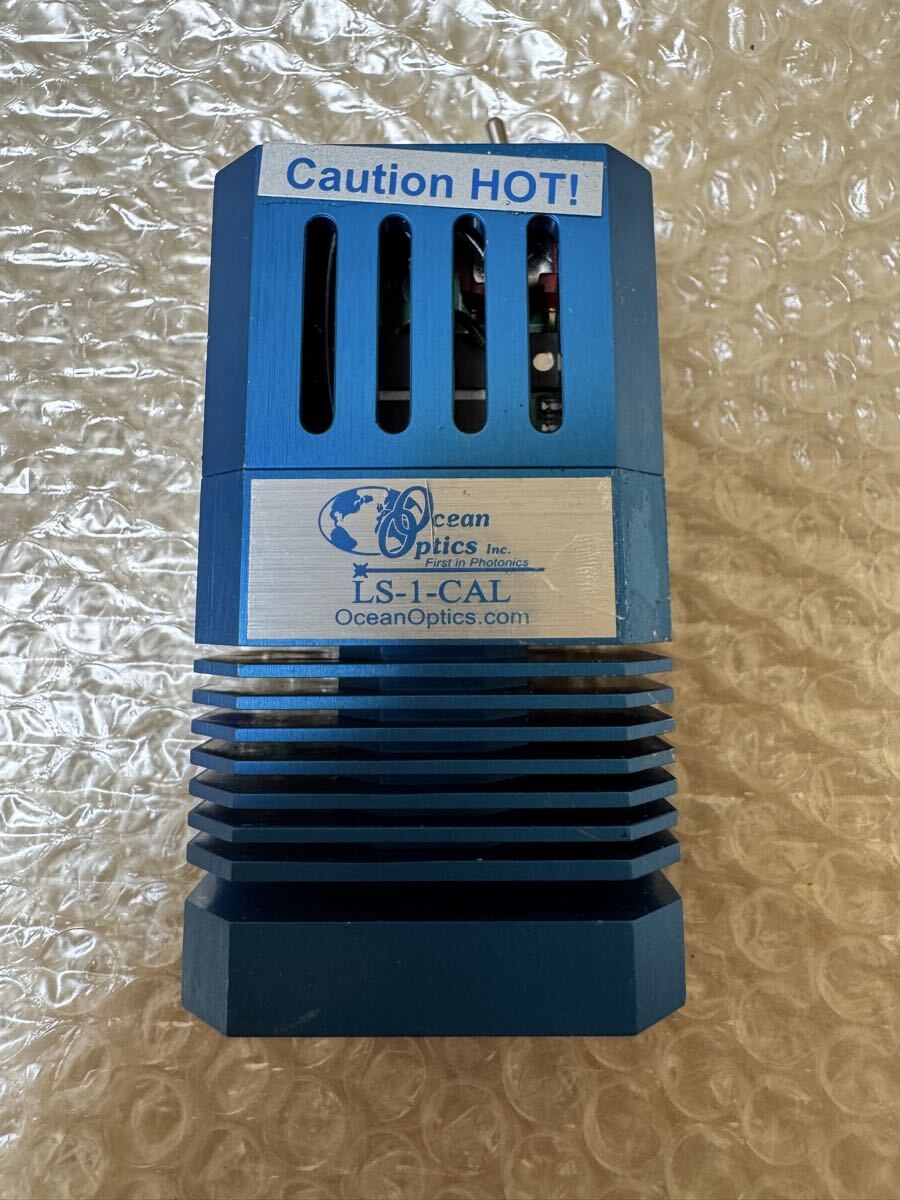 Caution HOT!
Ocean
Optics Inc.
First in Photonics
LS-1-CAL
OceanOptics.com